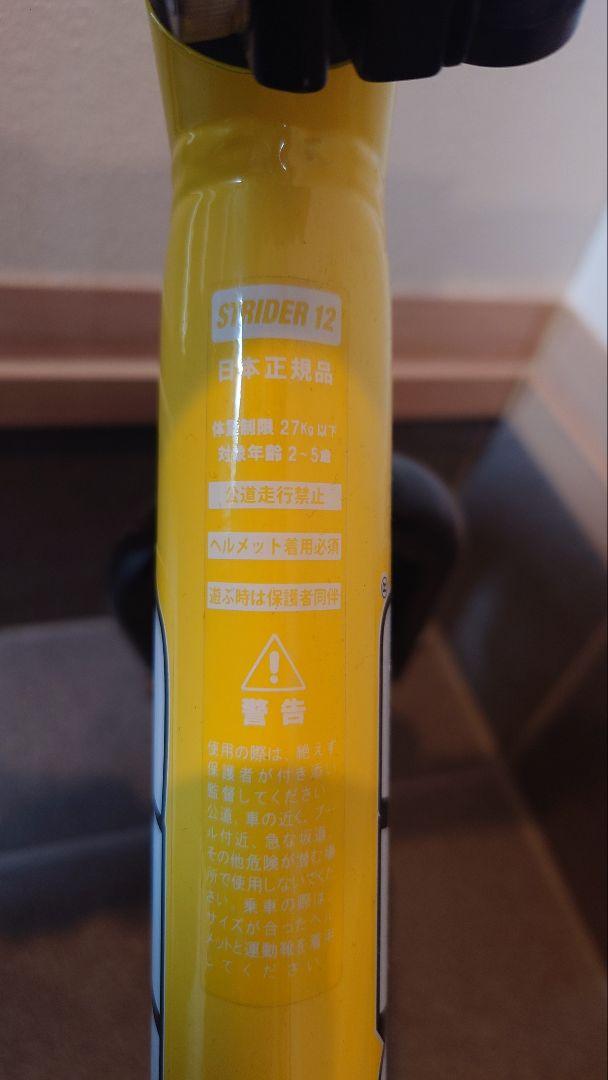 STRIDER 12
日本正規品
体重制限 27Kg以下
対象年齢 2~5歳
公道走行禁止
ヘルメット着用必須
遊ぶ時は保護者同伴
警告
使用の際は、絶えず
保護者が付き添い
監督してください。
公道、車の近く、プー
ル付近、急な坂道、
その他危険が潜む場
所で使用しないでくだ
さい。乗車の際は、
サイズが合ったヘル
メットと運動靴を着用
してください。